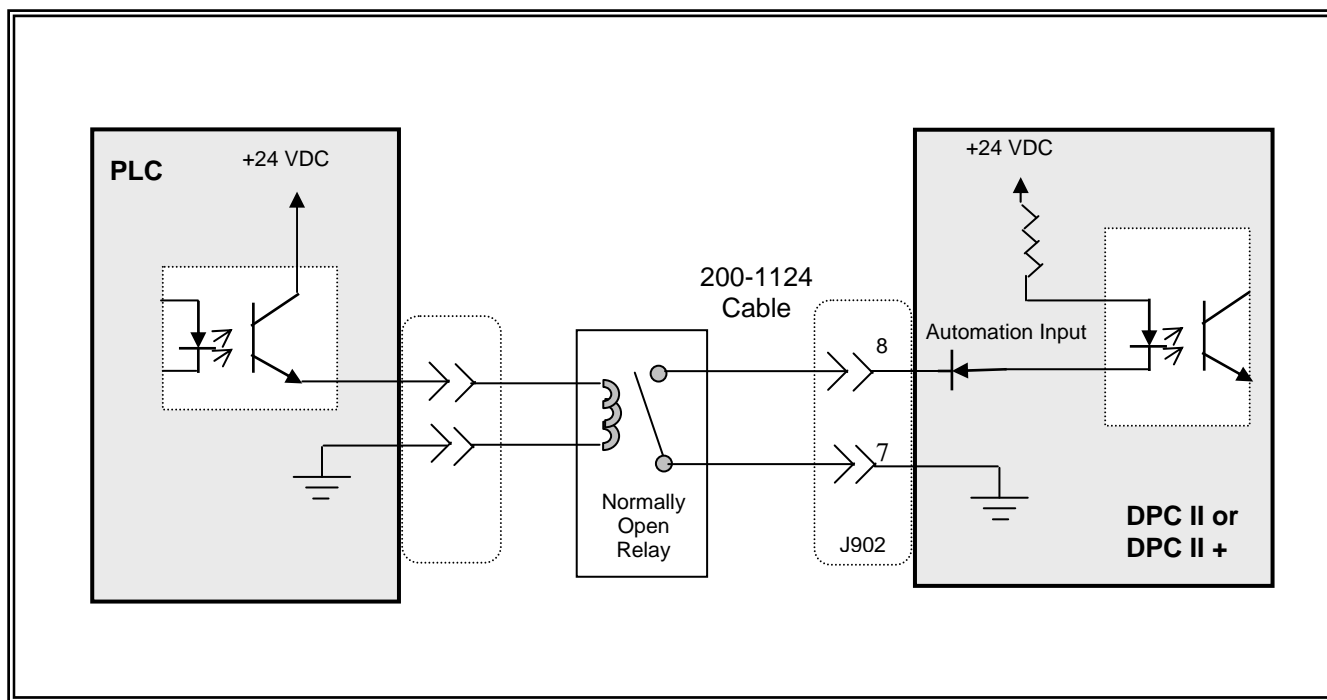 PLC
+24 VDC
+24 VDC
200-1124
Cable
Automation Input
8
7
Normally
Open
Relay
J902
DPC II or
DPC II +